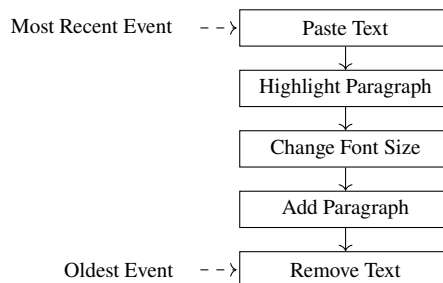 Most Recent Event Paste Text
Highlight Paragraph
Change Font Size
Add Paragraph
Oldest Event Remove Text